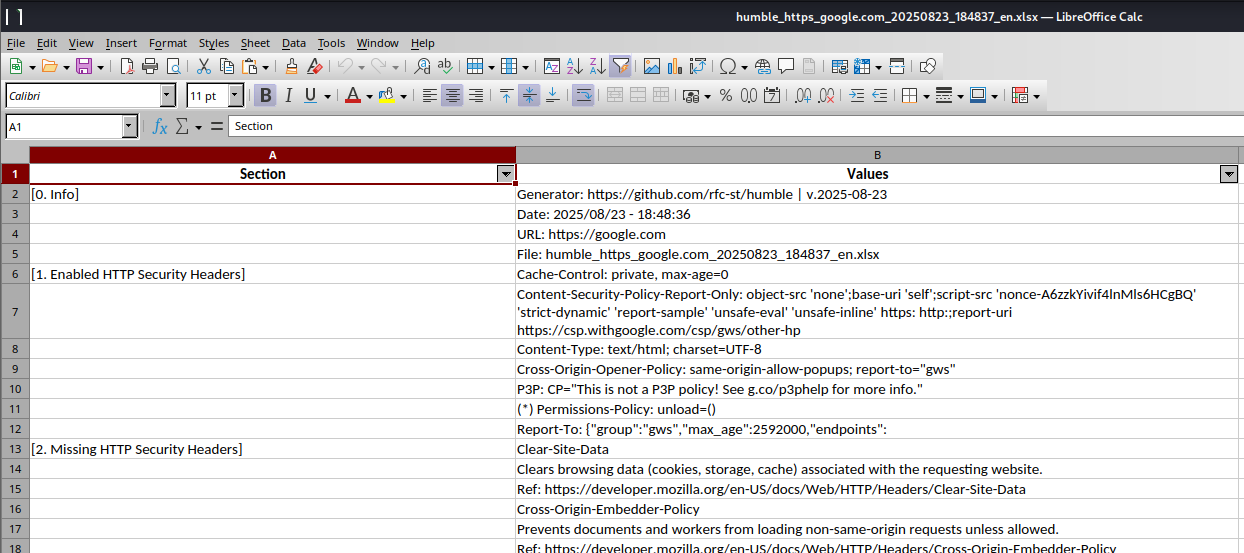 humble_https_google.com_20250823_184837_en.xlsx — LibreOffice Calc
File Edit View Insert Format Styles Sheet Data Tools Window Help
Calibri 11 pt
A1 Section
A B
1 Section Values
2 [0. Info] Generator: https://github.com/rfc-st/humble | v.2025-08-23
3 Date: 2025/08/23 - 18:48:36
4 URL: https://google.com
5 File: humble_https_google.com_20250823_184837_en.xlsx
6 [1. Enabled HTTP Security Headers] Cache-Control: private, max-age=0
7 Content-Security-Policy-Report-Only: object-src 'none';base-uri 'self';script-src 'nonce-A6zzkYivif4lnMls6HCgBQ'
'strict-dynamic' 'report-sample' 'unsafe-eval' 'unsafe-inline' https: http:;report-uri
https://csp.withgoogle.com/csp/gws/other-hp
8 Content-Type: text/html; charset=UTF-8
9 Cross-Origin-Opener-Policy: same-origin-allow-popups; report-to="gws"
10 P3P: CP="This is not a P3P policy! See g.co/p3phelp for more info."
11 (*) Permissions-Policy: unload=()
12 Report-To: {"group":"gws","max_age":2592000,"endpoints":
13 [2. Missing HTTP Security Headers] Clear-Site-Data
14 Clears browsing data (cookies, storage, cache) associated with the requesting website.
15 Ref: https://developer.mozilla.org/en-US/docs/Web/HTTP/Headers/Clear-Site-Data
16 Cross-Origin-Embedder-Policy
17 Prevents documents and workers from loading non-same-origin requests unless allowed.
18 Ref: https://developer.mozilla.org/en-US/docs/Web/HTTP/Headers/Cross-Origin-Embedder-Policy